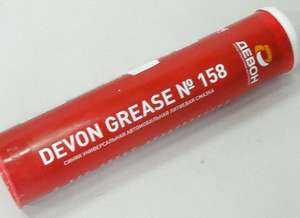 ДЕВОН
DEVON GREASE № 158
СИНЯЯ УНИВЕРСАЛЬНАЯ АВТОМОБИЛЬНАЯ ЛИТИЕВАЯ СМАЗКА